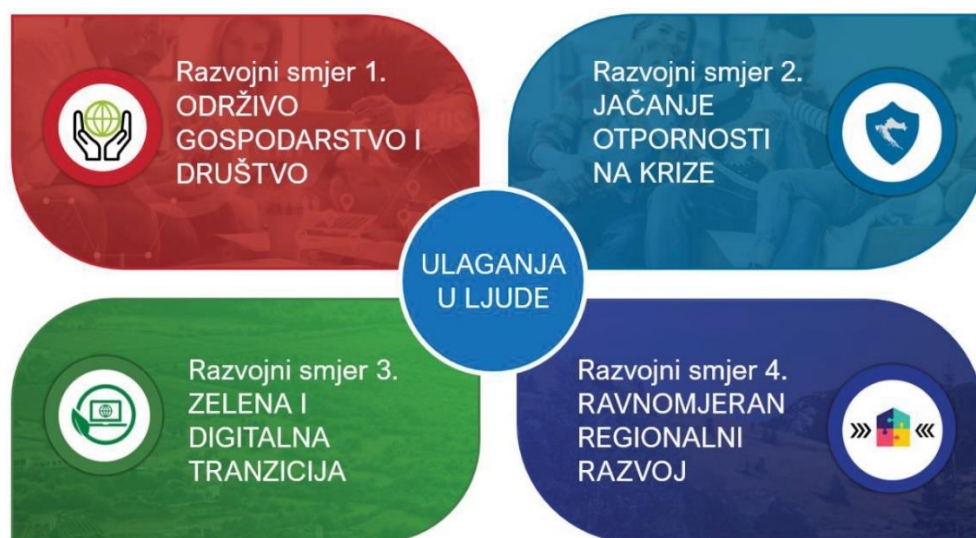 Razvojni smjer 1.
ODRŽIVO
GOSPODARSTVO I
DRUŠTVO
Razvojni smjer 2.
JAČANJE
OTPORNOSTI
NA KRIZE
ULAGANJA
U LJUDE
Razvojni smjer 3.
ZELENA I
DIGITALNA
TRANZICIJA
Razvojni smjer 4.
RAVNOMJERAN
REGIONALNI
RAZVOJ